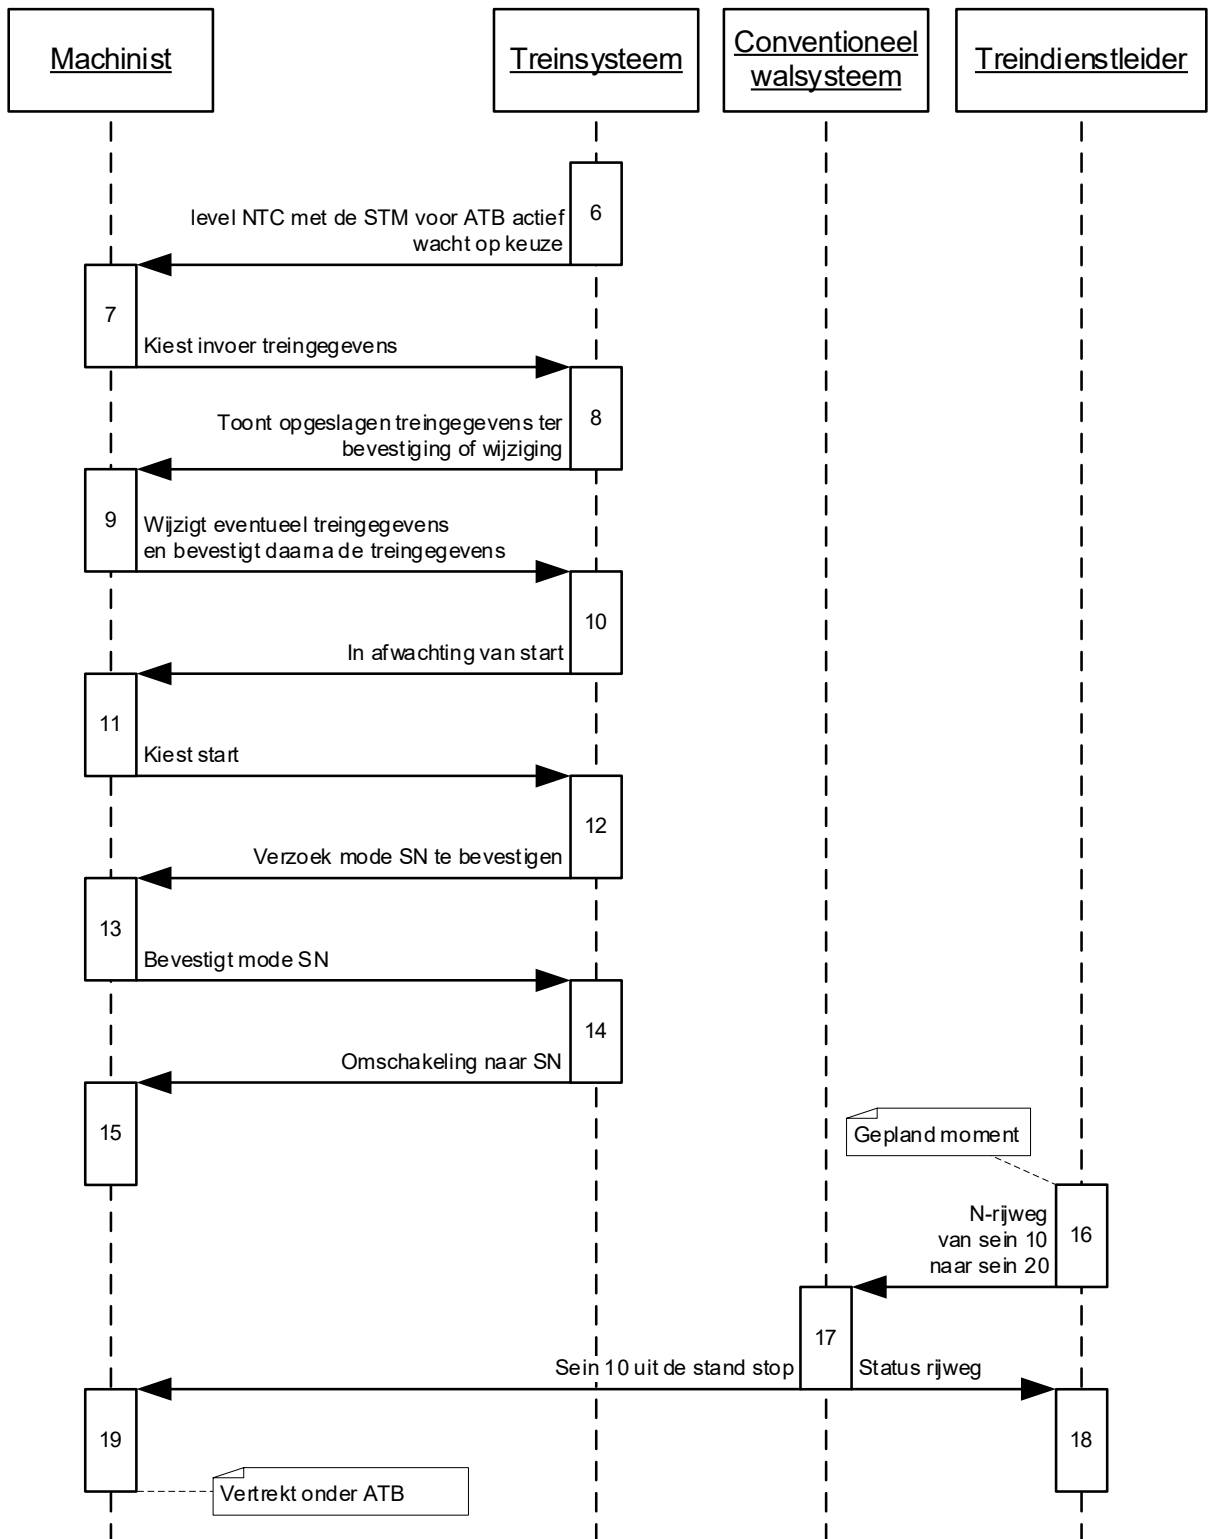 Machinist
Treinsysteem
Conventioneel
walsysteem
Treindienstleider
6
level NTC met de STM voor ATB actief
wacht op keuze
7
Kiest invoer treingegevens
8
Toont opgeslagen treingegevens ter
bevestiging of wijziging
9
Wijzigt eventueel treingegevens
en bevestigt daarna de treingegevens
10
In afwachting van start
11
Kiest start
12
Verzoek mode SN te bevestigen
13
Bevestigt mode SN
14
Omschakeling naar SN
15
Gepland moment
16
N-rijweg
van sein 10
naar sein 20
17
Sein 10 uit de stand stop
Status rijweg
19
18
Vertrekt onder ATB